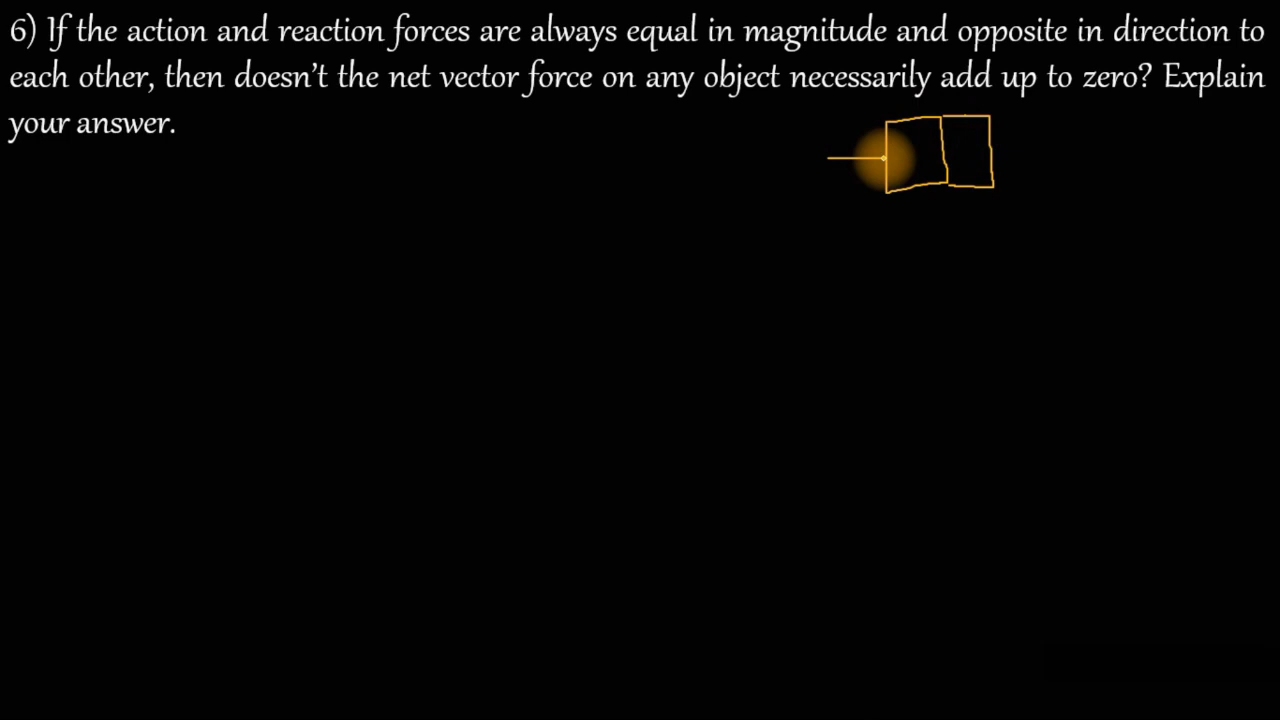 6) If the action and reaction forces are always equal in magnitude and opposite in direction to
each other, then doesn’t the net vector force on any object necessarily add up to zero? Explain
your answer.